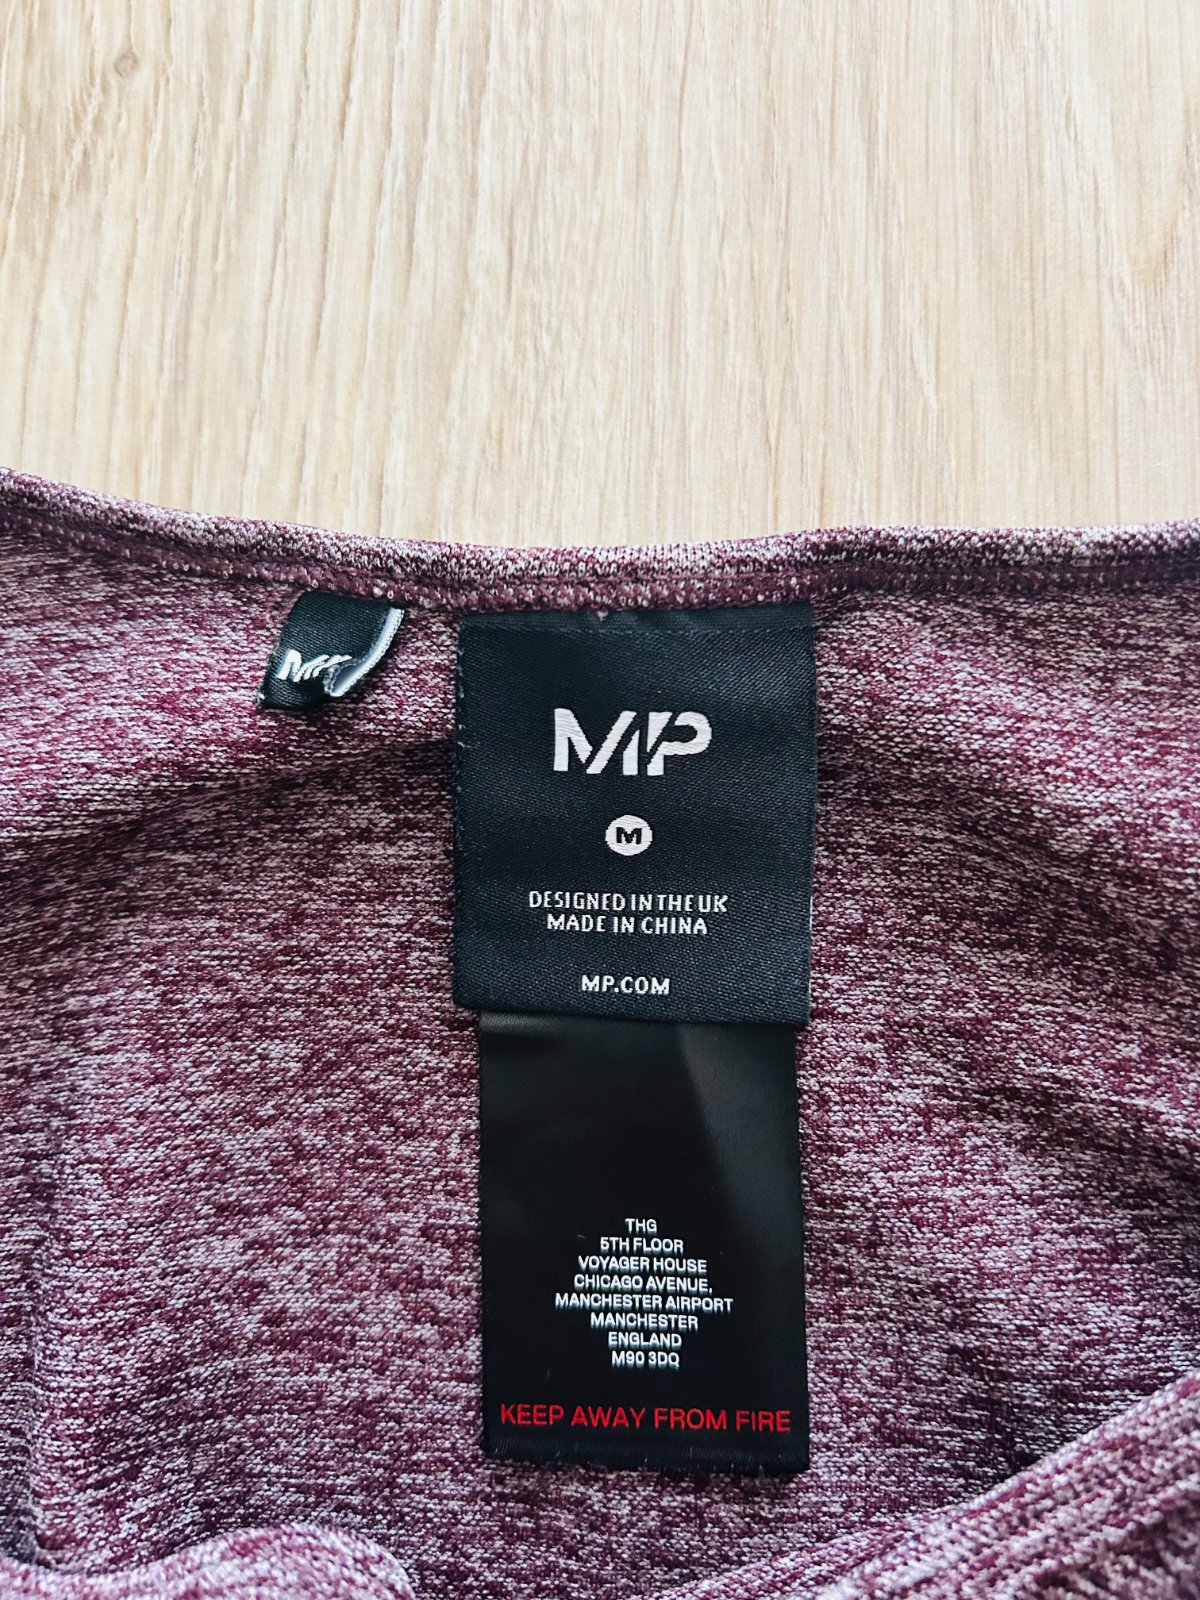 MP
MP
M
DESIGNED IN THE UK
MADE IN CHINA
MP.COM
THG
5TH FLOOR
VOYAGER HOUSE
CHICAGO AVENUE,
MANCHESTER AIRPORT
MANCHESTER
ENGLAND
M90 3DQ
KEEP AWAY FROM FIRE